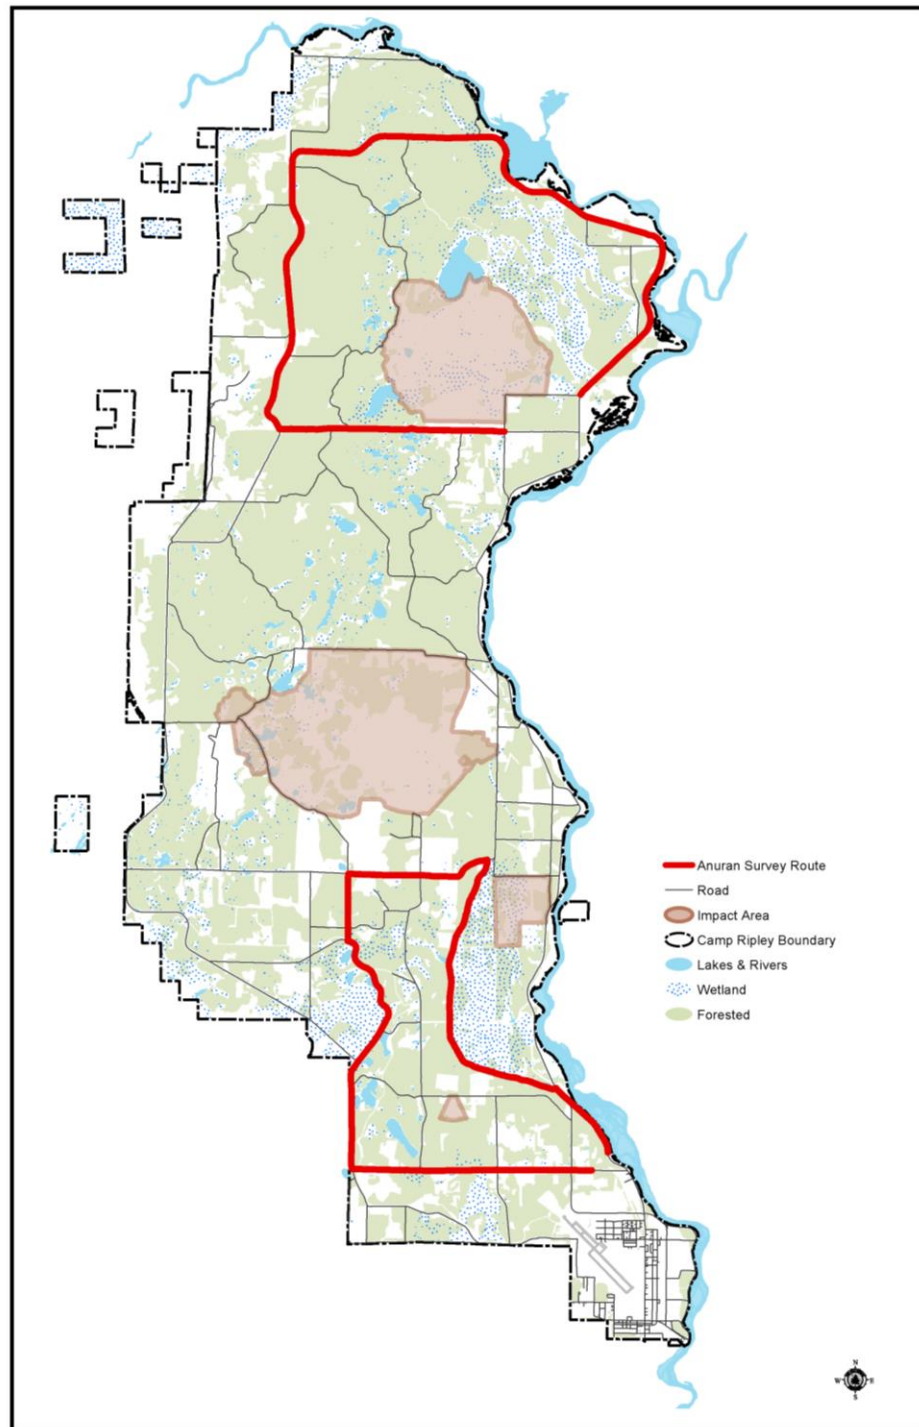 Anuran Survey Route
Road
Impact Area
Camp Ripley Boundary
Lakes & Rivers
Wetland
Forested
N
W E
S